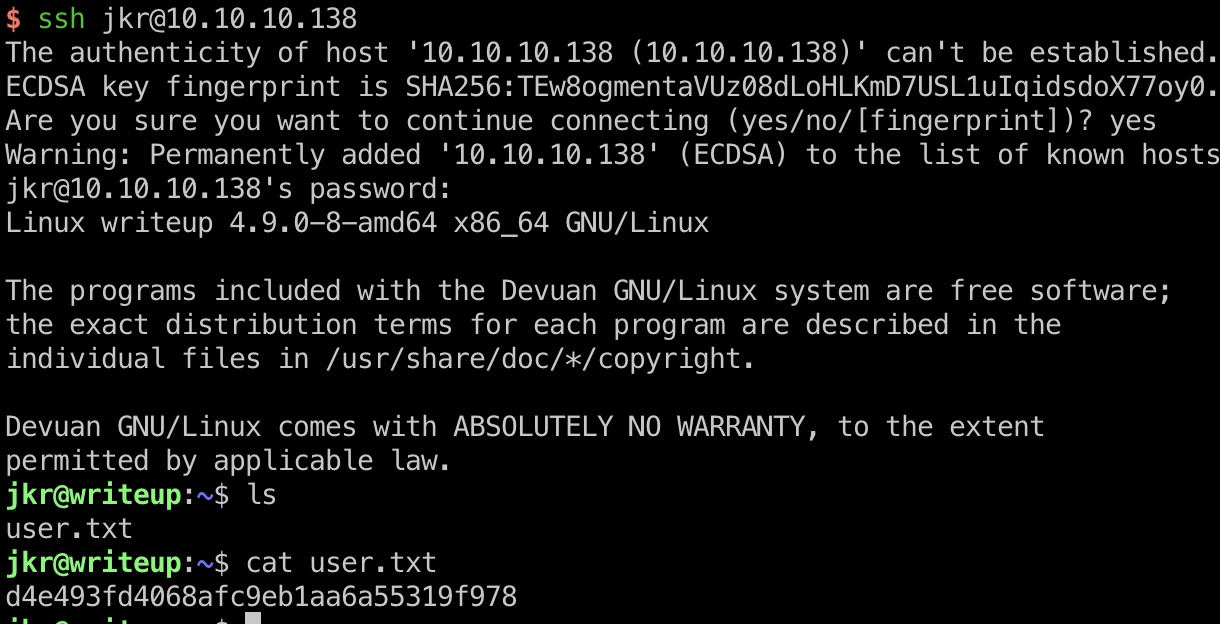 $ ssh jkr@10.10.10.138
The authenticity of host '10.10.10.138 (10.10.10.138)' can't be established.
ECDSA key fingerprint is SHA256:TEw8ogmentaVUz08dLoHLKmD7USL1uIqidsdoX77oy0.
Are you sure you want to continue connecting (yes/no/[fingerprint])? yes
Warning: Permanently added '10.10.10.138' (ECDSA) to the list of known hosts
jkr@10.10.10.138's password:
Linux writeup 4.9.0-8-amd64 x86_64 GNU/Linux
The programs included with the Devuan GNU/Linux system are free software;
the exact distribution terms for each program are described in the
individual files in /usr/share/doc/*/copyright.
Devuan GNU/Linux comes with ABSOLUTELY NO WARRANTY, to the extent
permitted by applicable law.
jkr@writeup:~$ ls
user.txt
jkr@writeup:~$ cat user.txt
d4e493fd4068afc9eb1aa6a55319f978
jkr@writeup:~$